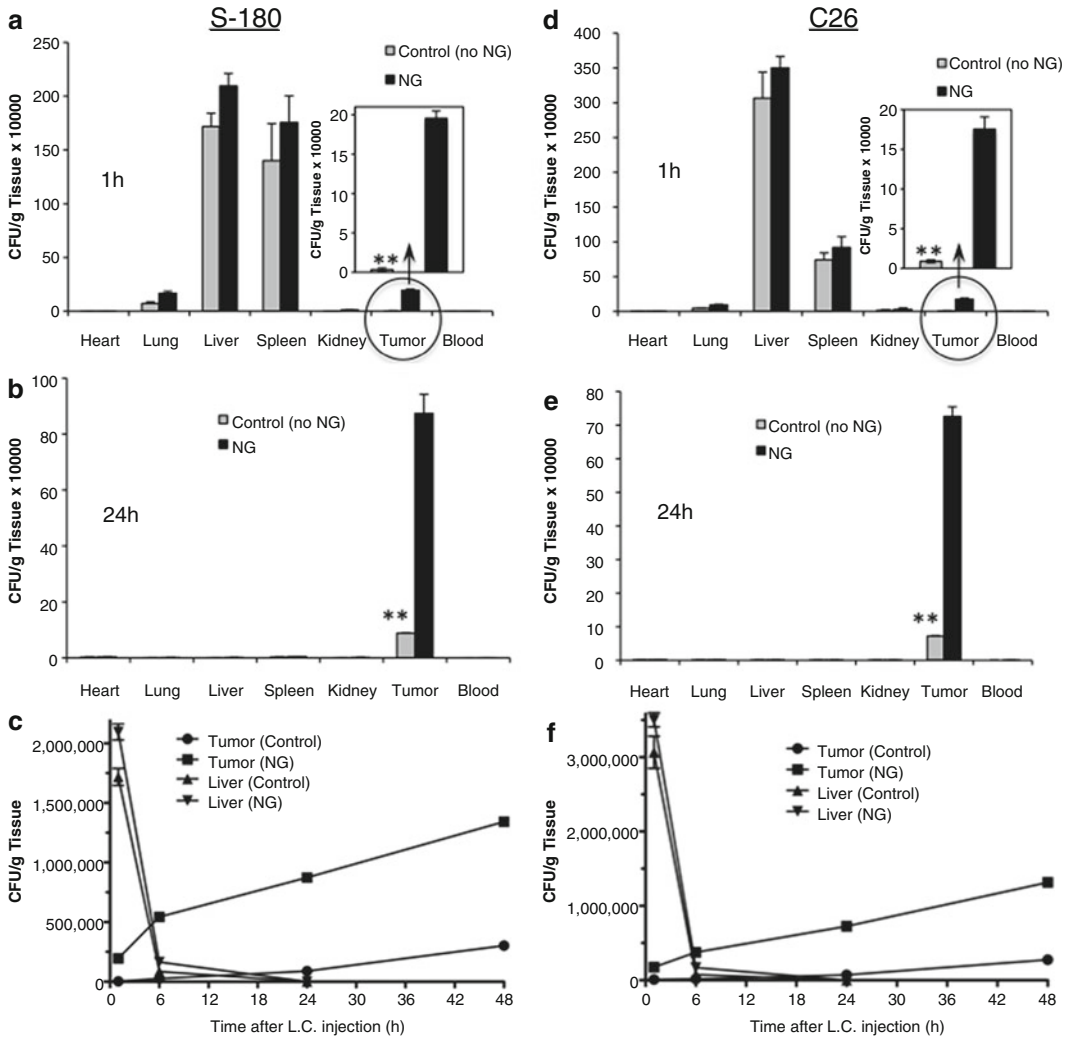 a
S-180
CFU/g Tissue x 10000
250
200
150
100
50
0
1h
Control (no NG)
NG
CFU/g Tissue x 10000
20
15
10
5
0
**
Heart Lung Liver Spleen Kidney Tumor Blood
b
CFU/g Tissue x 10000
100
80
60
40
20
0
24h
Control (no NG)
NG
**
Heart Lung Liver Spleen Kidney Tumor Blood
c
CFU/g Tissue
2,000,000
1,500,000
1,000,000
500,000
0
Tumor (Control)
Tumor (NG)
Liver (Control)
Liver (NG)
0 6 12 18 24 30 36 42 48
Time after L.C. injection (h)
d
C26
CFU/g Tissue x 10000
400
350
300
250
200
150
100
50
0
1h
Control (no NG)
NG
CFU/g Tissue x 10000
20
15
10
5
0
**
Heart Lung Liver Spleen Kidney Tumor Blood
e
CFU/g Tissue x 10000
80
70
60
50
40
30
20
10
0
24h
Control (no NG)
NG
**
Heart Lung Liver Spleen Kidney Tumor Blood
f
CFU/g Tissue
3,000,000
2,000,000
1,000,000
0
Tumor (Control)
Tumor (NG)
Liver (Control)
Liver (NG)
0 6 12 18 24 30 36 42 48
Time after L.C. injection (h)